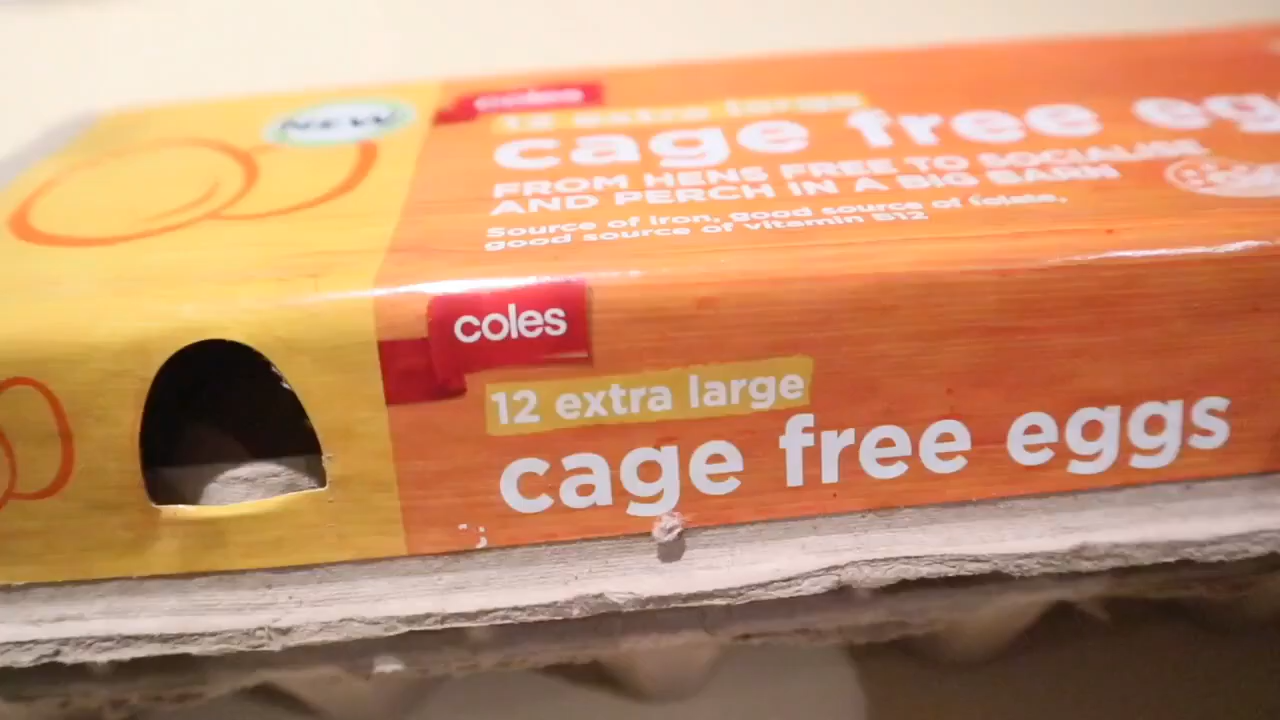 NEW
coles
12 extra large
cage free eg
FROM HENS FREE TO SOCIALISE
AND PERCH IN A BIG BARN
Source of iron, good source of folate,
good source of vitamin B12
coles
12 extra large
cage free eggs